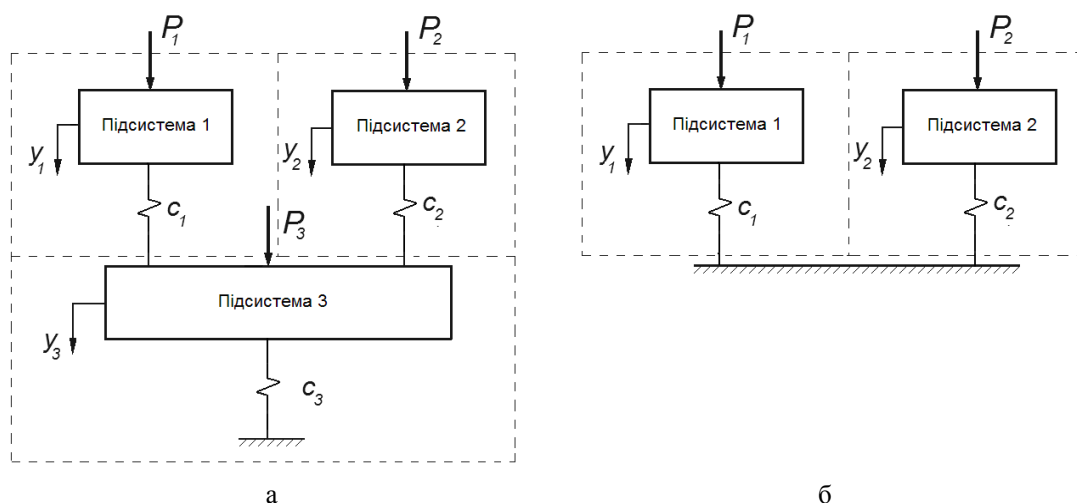 P1
P2
P1
P2
Підсистема 1
Підсистема 2
Підсистема 1
Підсистема 2
y1
y2
y1
y2
c1
c2
c1
c2
P3
Підсистема 3
y3
c3
а
б